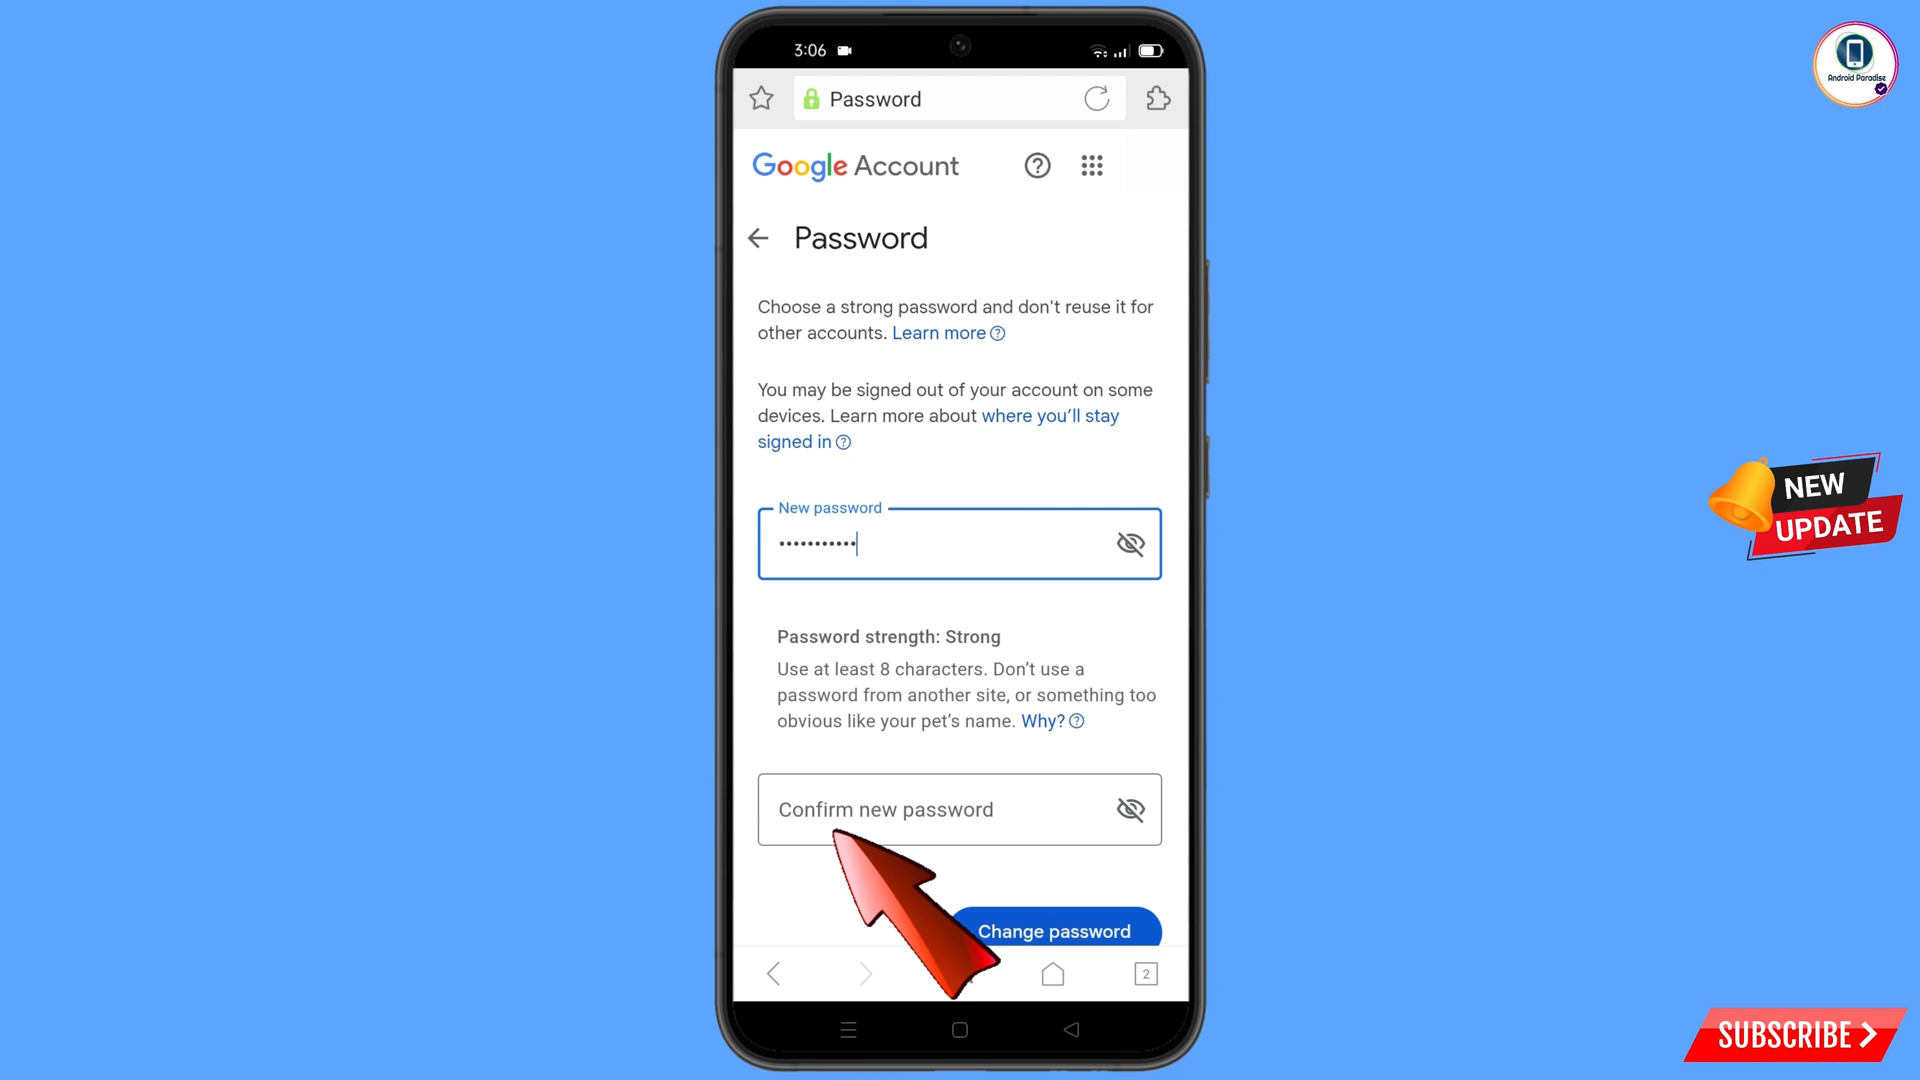 3:06
Password
Google Account
Password
Choose a strong password and don't reuse it for
other accounts. Learn more
You may be signed out of your account on some
devices. Learn more about where you'll stay
signed in
New password
•••••••••••
Password strength: Strong
Use at least 8 characters. Don't use a
password from another site, or something too
obvious like your pet's name. Why?
Confirm new password
Change password
2
Android Paradise
NEW
UPDATE
SUBSCRIBE